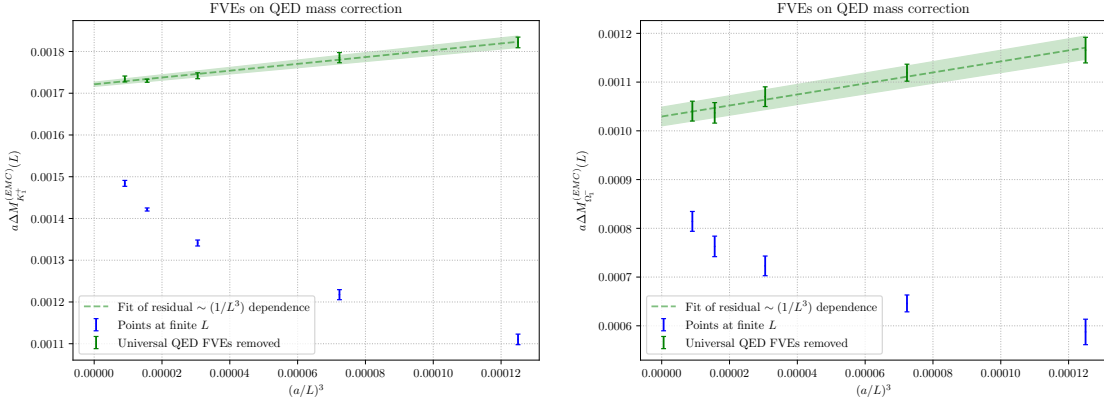 FVEs on QED mass correction
0.0018
0.0017
0.0016
0.0015
0.0014
0.0013
0.0012
0.0011
aΔM_{K_1^+}^{(EMC)}(L)
Fit of residual ∼ (1/L^3) dependence
Points at finite L
Universal QED FVEs removed
0.00000 0.00002 0.00004 0.00006 0.00008 0.00010 0.00012
(a/L)^3
FVEs on QED mass correction
0.0012
0.0011
0.0010
0.0009
0.0008
0.0007
0.0006
aΔM_{Ω_1^-}^{(EMC)}(L)
Fit of residual ∼ (1/L^3) dependence
Points at finite L
Universal QED FVEs removed
0.00000 0.00002 0.00004 0.00006 0.00008 0.00010 0.00012
(a/L)^3